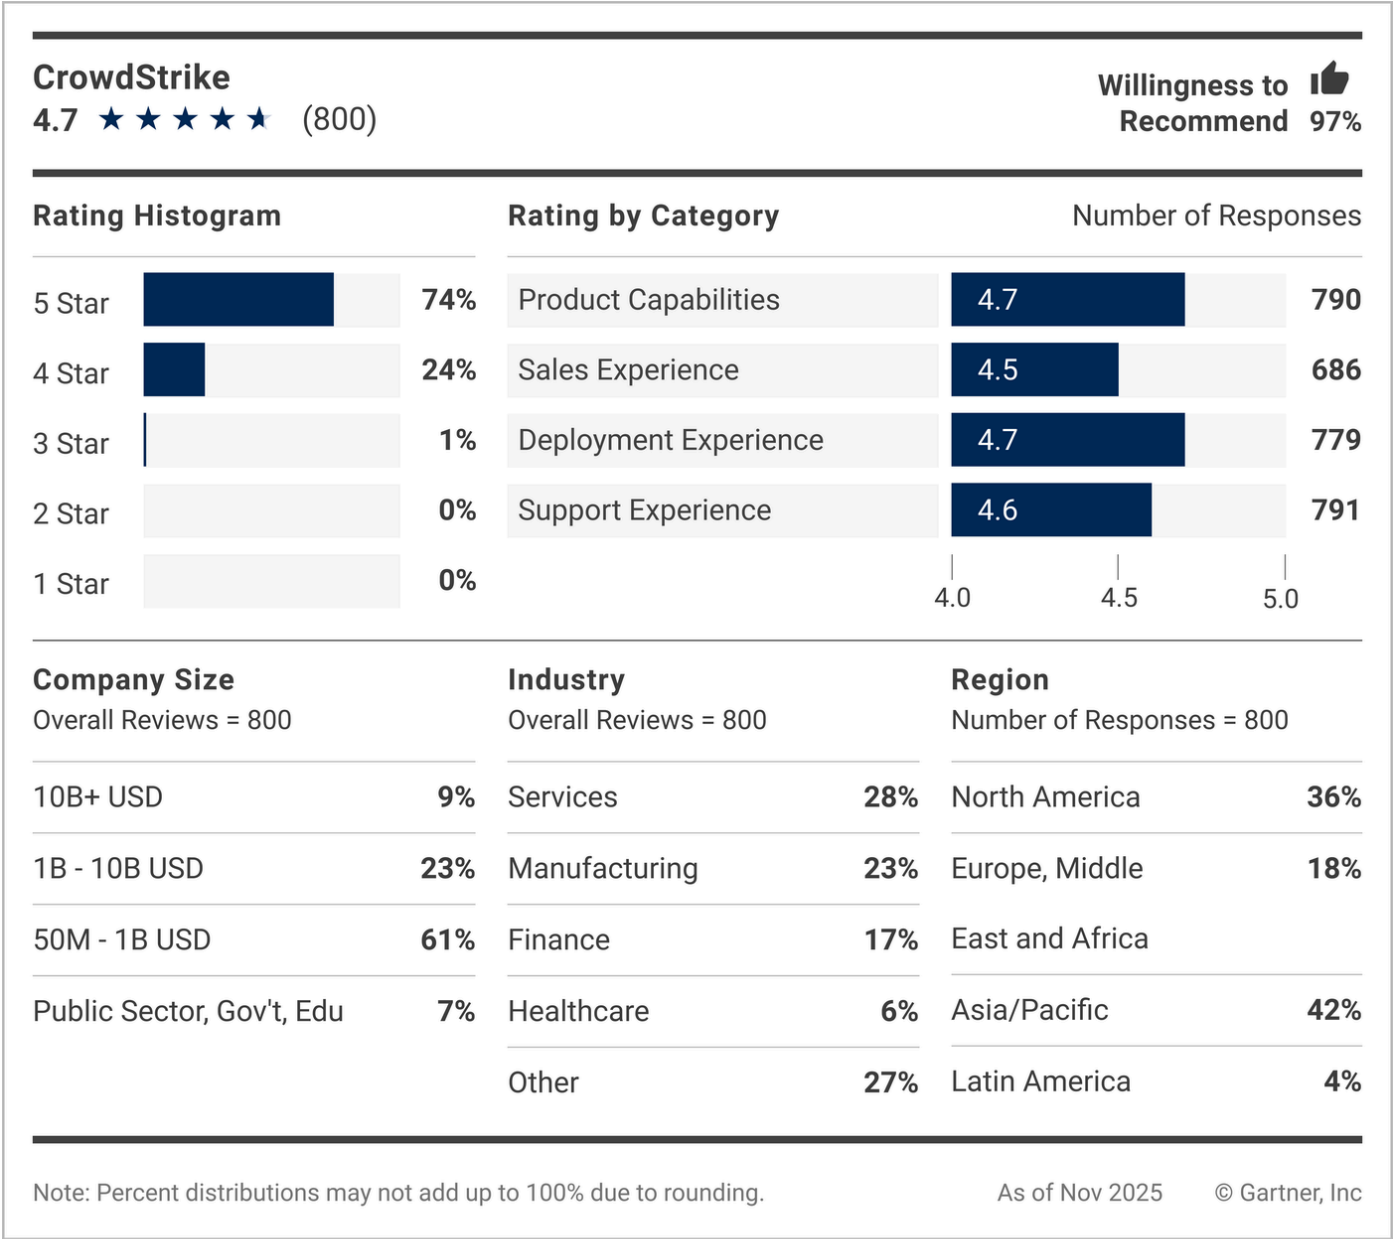 CrowdStrike
4.7 ★ ★ ★ ★ ★ (800)
Willingness to
Recommend 97%
Rating Histogram
5 Star 74%
4 Star 24%
3 Star 1%
2 Star 0%
1 Star 0%
Rating by Category Number of Responses
Product Capabilities 4.7 790
Sales Experience 4.5 686
Deployment Experience 4.7 779
Support Experience 4.6 791
4.0 4.5 5.0
Company Size
Overall Reviews = 800
10B+ USD 9%
1B - 10B USD 23%
50M - 1B USD 61%
Public Sector, Gov't, Edu 7%
Industry
Overall Reviews = 800
Services 28%
Manufacturing 23%
Finance 17%
Healthcare 6%
Other 27%
Region
Number of Responses = 800
North America 36%
Europe, Middle 18%
East and Africa
Asia/Pacific 42%
Latin America 4%
Note: Percent distributions may not add up to 100% due to rounding. As of Nov 2025 © Gartner, Inc